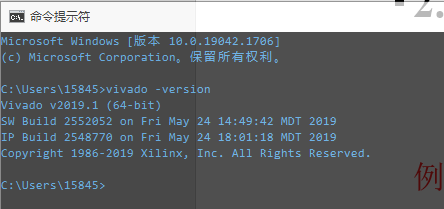 命令提示符
Microsoft Windows [版本 10.0.19042.1706]
(c) Microsoft Corporation。保留所有权利。
C:\Users\15845>vivado -version
Vivado v2019.1 (64-bit)
SW Build 2552052 on Fri May 24 14:49:42 MDT 2019
IP Build 2548770 on Fri May 24 18:01:18 MDT 2019
Copyright 1986-2019 Xilinx, Inc. All Rights Reserved.
C:\Users\15845>
2.
例